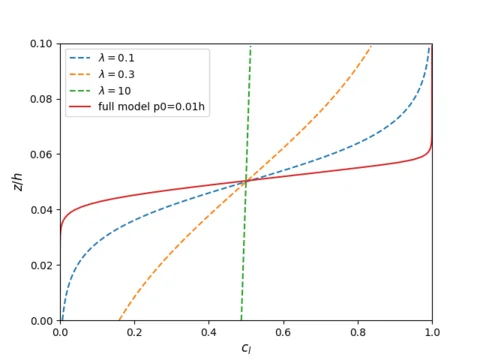 λ = 0.1
λ = 0.3
λ = 10
full model p0=0.01h
0.10
0.08
0.06
0.04
0.02
0.00
z/h
0.0 0.2 0.4 0.6 0.8 1.0
c_l